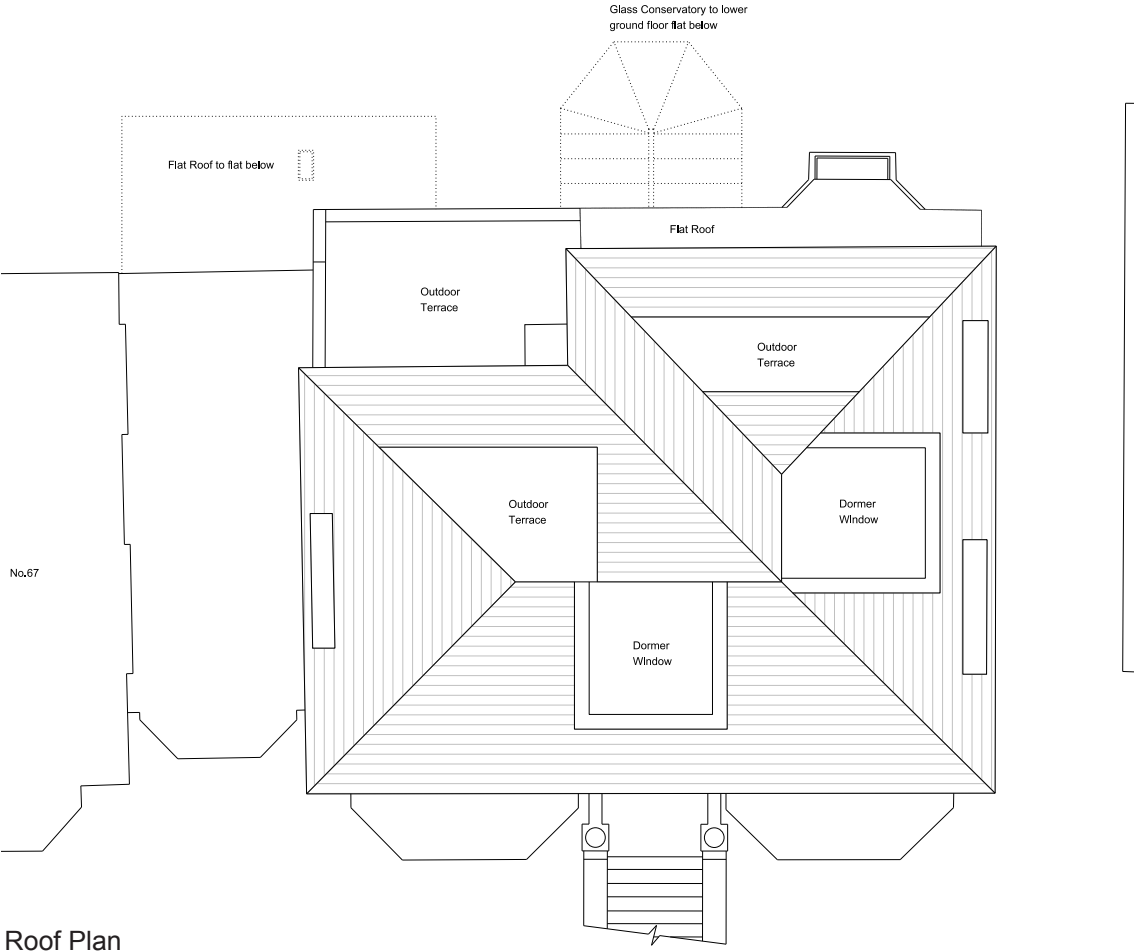 Glass Conservatory to lower
ground floor flat below
Flat Roof to flat below
Flat Roof
Outdoor
Terrace
Outdoor
Terrace
Outdoor
Terrace
Dormer
WIndow
No.67
Dormer
WIndow
Roof Plan